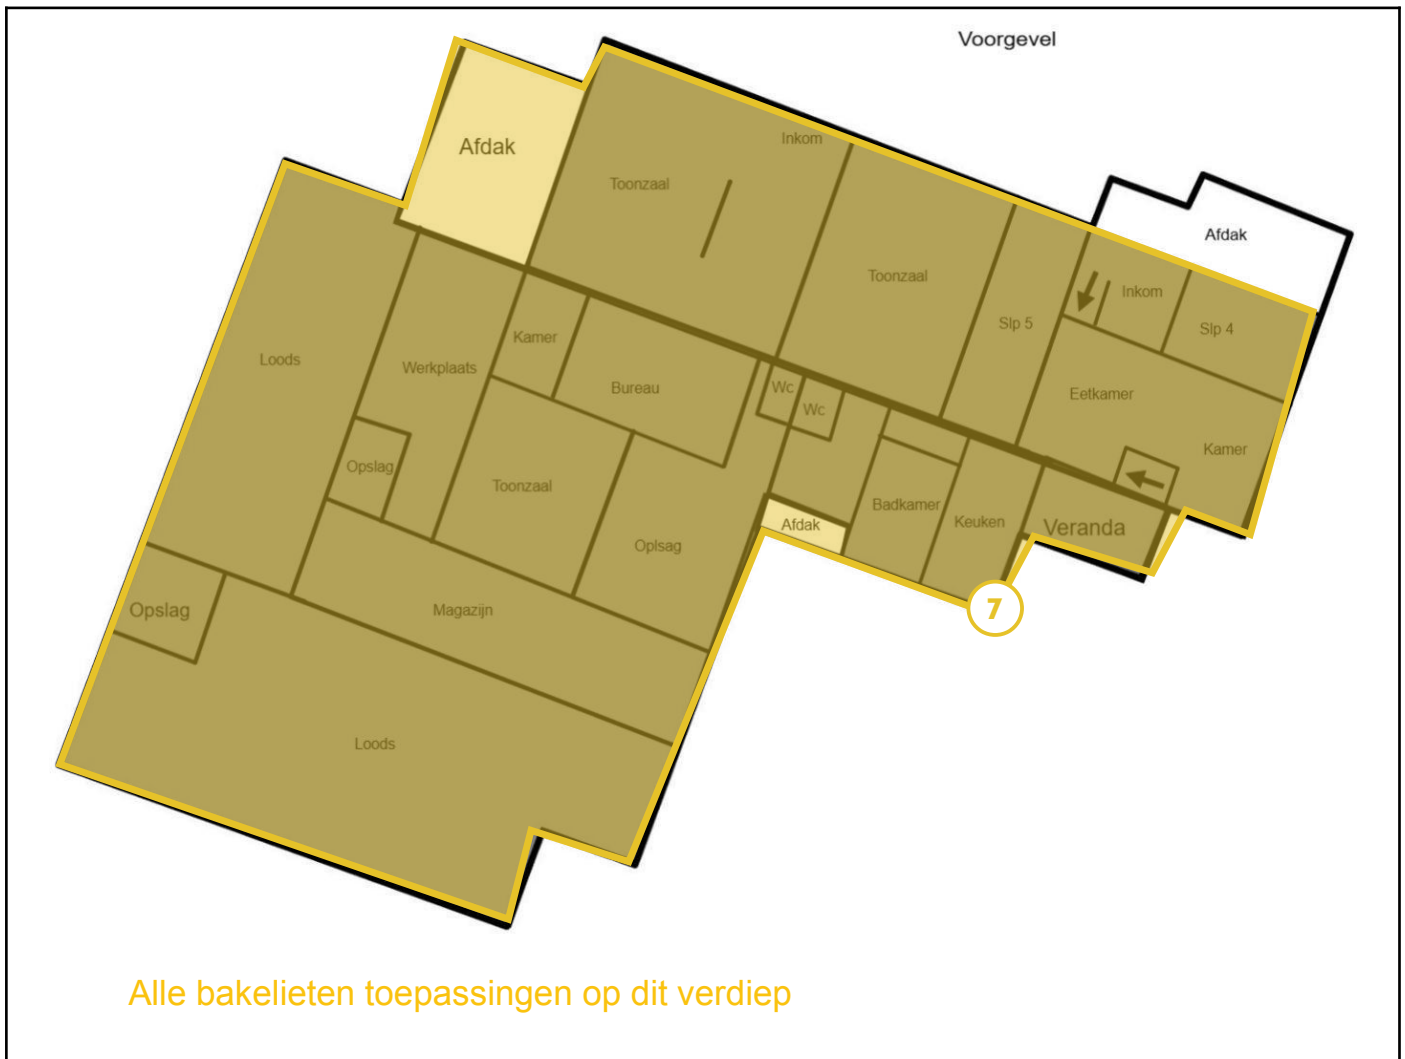 Voorgevel
Afdak
Inkom
Toonzaal
Afdak
Toonzaal
Inkom
Slp 5
Slp 4
Loods
Kamer
Werkplaats
Bureau
Wc
Wc
Eetkamer
Kamer
Opslag
Toonzaal
Badkamer
Keuken
Afdak
Veranda
Oplsag
Opslag
Magazijn
7
Loods
Alle bakelieten toepassingen op dit verdiep